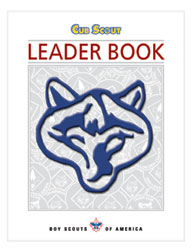 CUB SCOUT
LEADER BOOK
BOY SCOUTS OF AMERICA